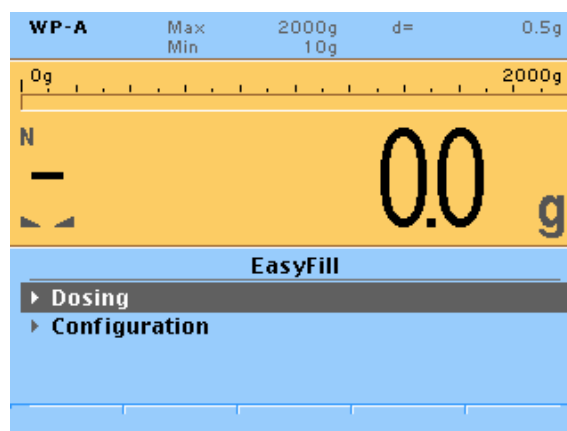 WP-A Max 2000g d= 0.5g
Min 10g
0g 2000g
N
- 0.0 g
EasyFill
Dosing
Configuration